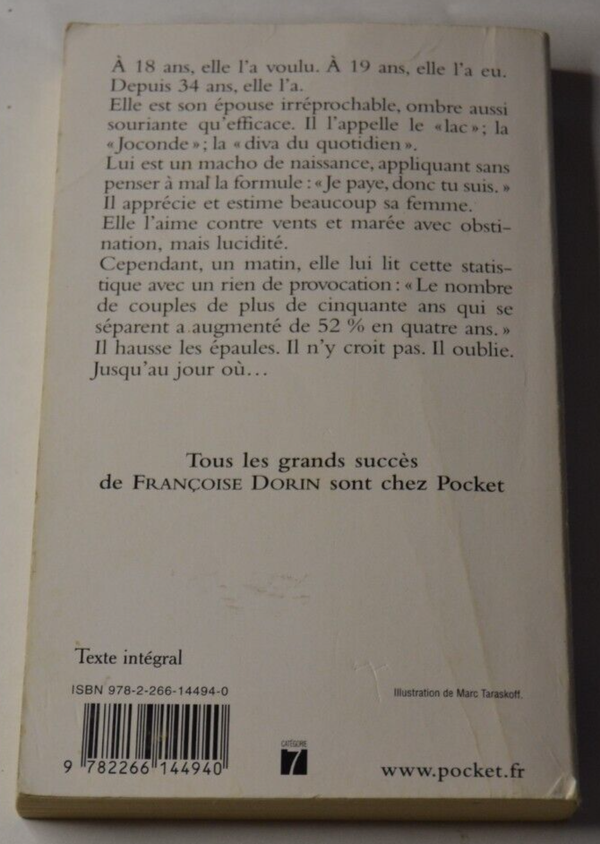 À 18 ans, elle l'a voulu. À 19 ans, elle l'a eu.
Depuis 34 ans, elle l'a.
Elle est son épouse irréprochable, ombre aussi
souriante qu'efficace. Il l'appelle le « lac » ; la
« Joconde » ; la « diva du quotidien ».
Lui est un macho de naissance, appliquant sans
penser à mal la formule : « Je paye, donc tu suis. »
Il apprécie et estime beaucoup sa femme.
Elle l'aime contre vents et marée avec obsti-
nation, mais lucidité.
Cependant, un matin, elle lui lit cette statis-
tique avec un rien de provocation : « Le nombre
de couples de plus de cinquante ans qui se
séparent a augmenté de 52 % en quatre ans. »
Il hausse les épaules. Il n'y croit pas. Il oublie.
Jusqu'au jour où…
Tous les grands succès
de FRANÇOISE DORIN sont chez Pocket
Texte intégral
ISBN 978-2-266-14494-0
Illustration de Marc Taraskoff.
9 782266 144940
CATÉGORIE
7
www.pocket.fr